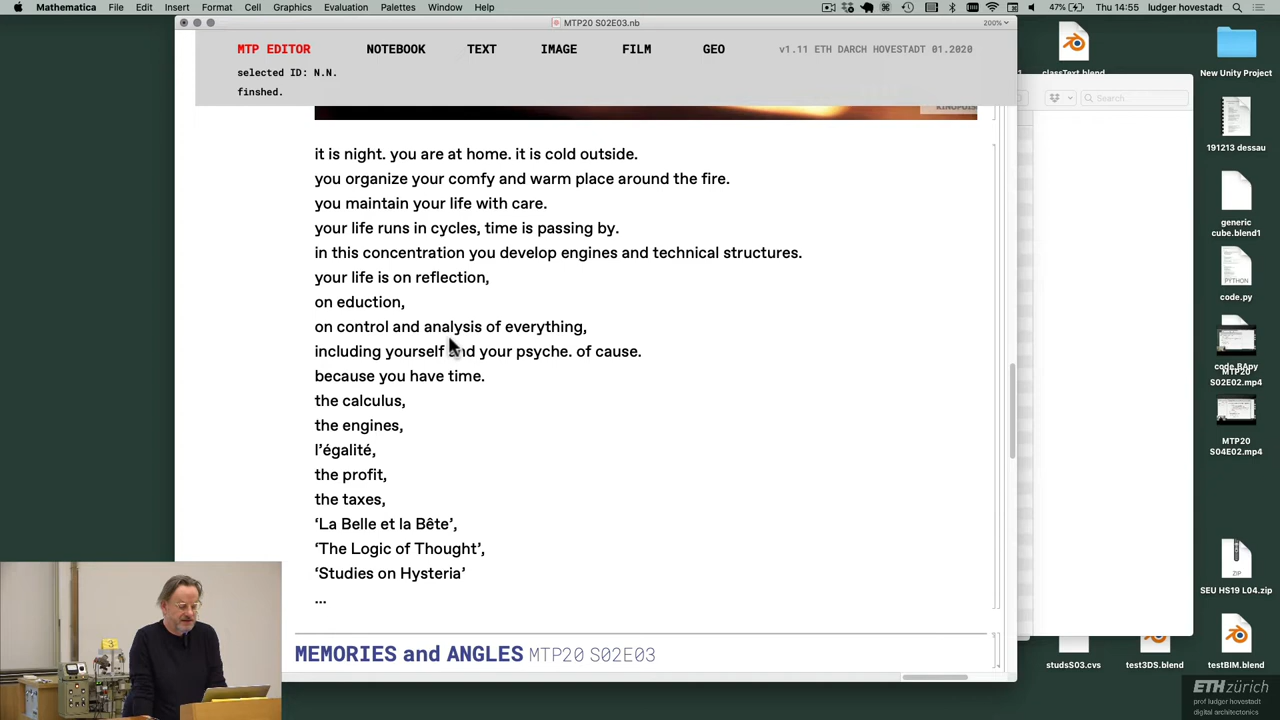 Mathematica File Edit Insert Format Cell Graphics Evaluation Palettes Window Help
47% Thu 14:55 ludger hovestadt
MTP20 S02E03.nb
200%
MTP EDITOR NOTEBOOK TEXT IMAGE FILM GEO v1.11 ETH DARCH HOVESTADT 01.2020
selected ID: N.N.
finshed.
KINOPOISK
it is night. you are at home. it is cold outside.
you organize your comfy and warm place around the fire.
you maintain your life with care.
your life runs in cycles, time is passing by.
in this concentration you develop engines and technical structures.
your life is on reflection,
on eduction,
on control and analysis of everything,
including yourself and your psyche. of cause.
because you have time.
the calculus,
the engines,
l’égalité,
the profit,
the taxes,
‘La Belle et la Bête’,
‘The Logic of Thought’,
‘Studies on Hysteria’
...
MEMORIES and ANGLES MTP20 S02E03
Search...
classText.blend
New Unity Project
191213 dessau
generic
cube.blend1
PYTHON
code.py
MTP20
S02E02.mp4
MTP20
S04E02.mp4
ZIP
SEU HS19 L04.zip
studsS03.cvs
test3DS.blend
testBIM.blend
3
ETH zürich
prof ludger hovestadt
digital architectonics